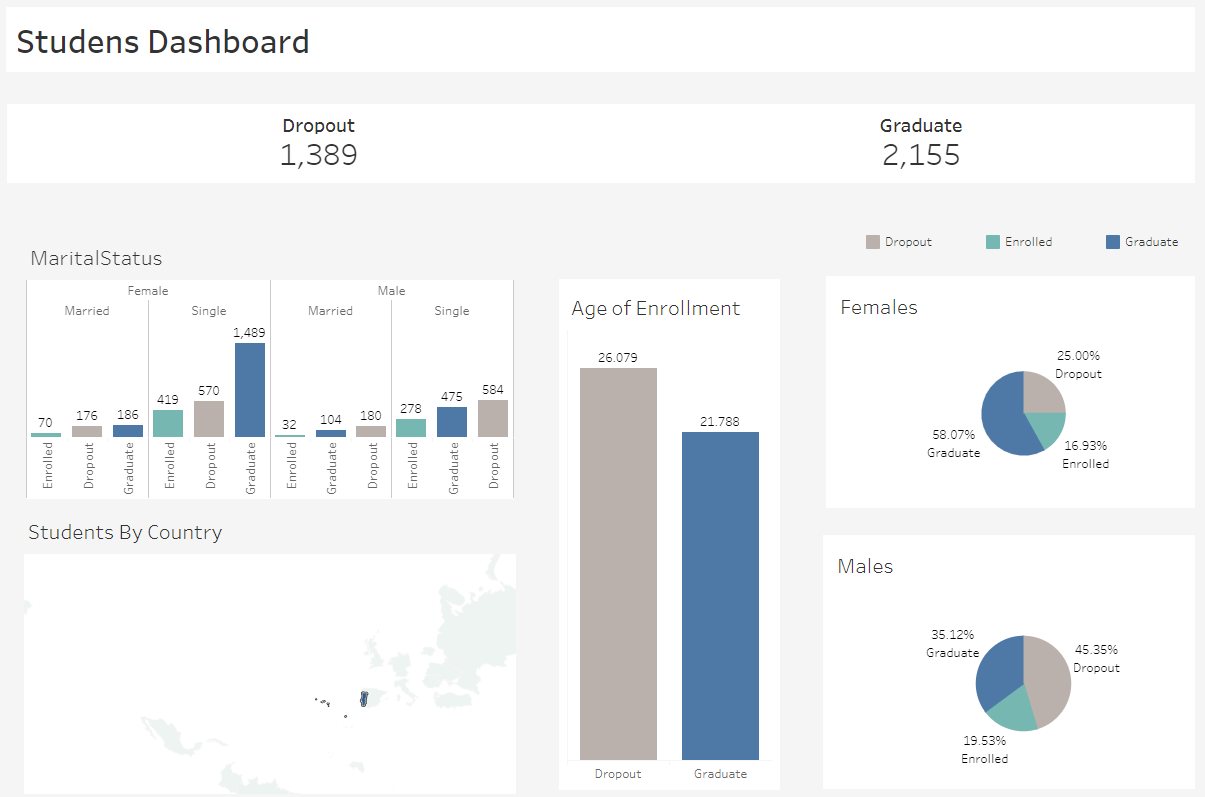 Studens Dashboard
Dropout
1,389
Graduate
2,155
Dropout
Enrolled
Graduate
MaritalStatus
Female
Male
Married
Single
Married
Single
70
176
186
419
570
1,489
32
104
180
278
475
584
Enrolled
Dropout
Graduate
Enrolled
Dropout
Graduate
Enrolled
Graduate
Dropout
Enrolled
Graduate
Dropout
Students By Country
Age of Enrollment
26.079
21.788
Dropout
Graduate
Females
25.00%
Dropout
58.07%
Graduate
16.93%
Enrolled
Males
35.12%
Graduate
45.35%
Dropout
19.53%
Enrolled